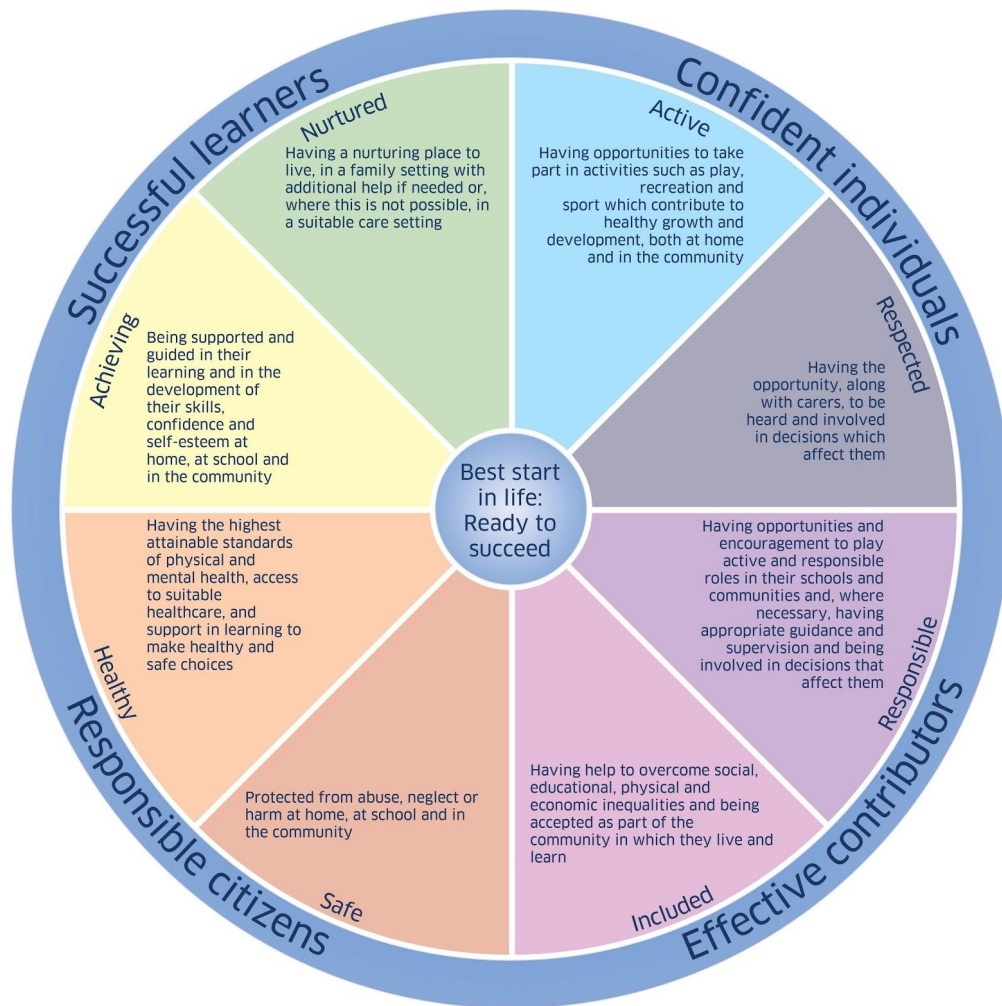 Successful learners
Confident individuals
Nurtured
Having a nurturing place to
live, in a family setting with
additional help if needed or,
where this is not possible, in
a suitable care setting
Active
Having opportunities to take
part in activities such as play,
recreation and
sport which contribute to
healthy growth and
development, both at home
and in the community
Achieving
Being supported and
guided in their
learning and in the
development of
their skills,
confidence and
self-esteem at
home, at school and
in the community
Respected
Having the
opportunity, along
with carers, to be
heard and involved
in decisions which
affect them
Best start
in life:
Ready to
succeed
Healthy
Having the highest
attainable standards
of physical and
mental health, access
to suitable
healthcare, and
support in learning to
make healthy and
safe choices
Responsible
Having opportunities and
encouragement to play
active and responsible
roles in their schools and
communities and, where
necessary, having
appropriate guidance and
supervision and being
involved in decisions that
affect them
Safe
Protected from abuse, neglect or
harm at home, at school and in
the community
Included
Having help to overcome social,
educational, physical and
economic inequalities and being
accepted as part of the
community in which they live and
learn
Responsible citizens
Effective contributors